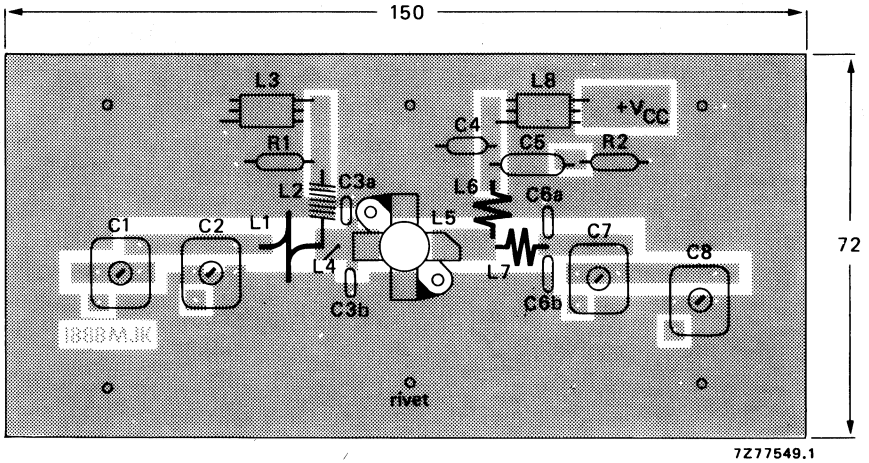 150
L3
L8
+VCC
C4
R1
C5
R2
C3a
L2
L6
C6a
C1
C2
L1
L5
C7
72
L4
L7
C8
C3b
C6b
1888MJK
rivet
7Z77549.1